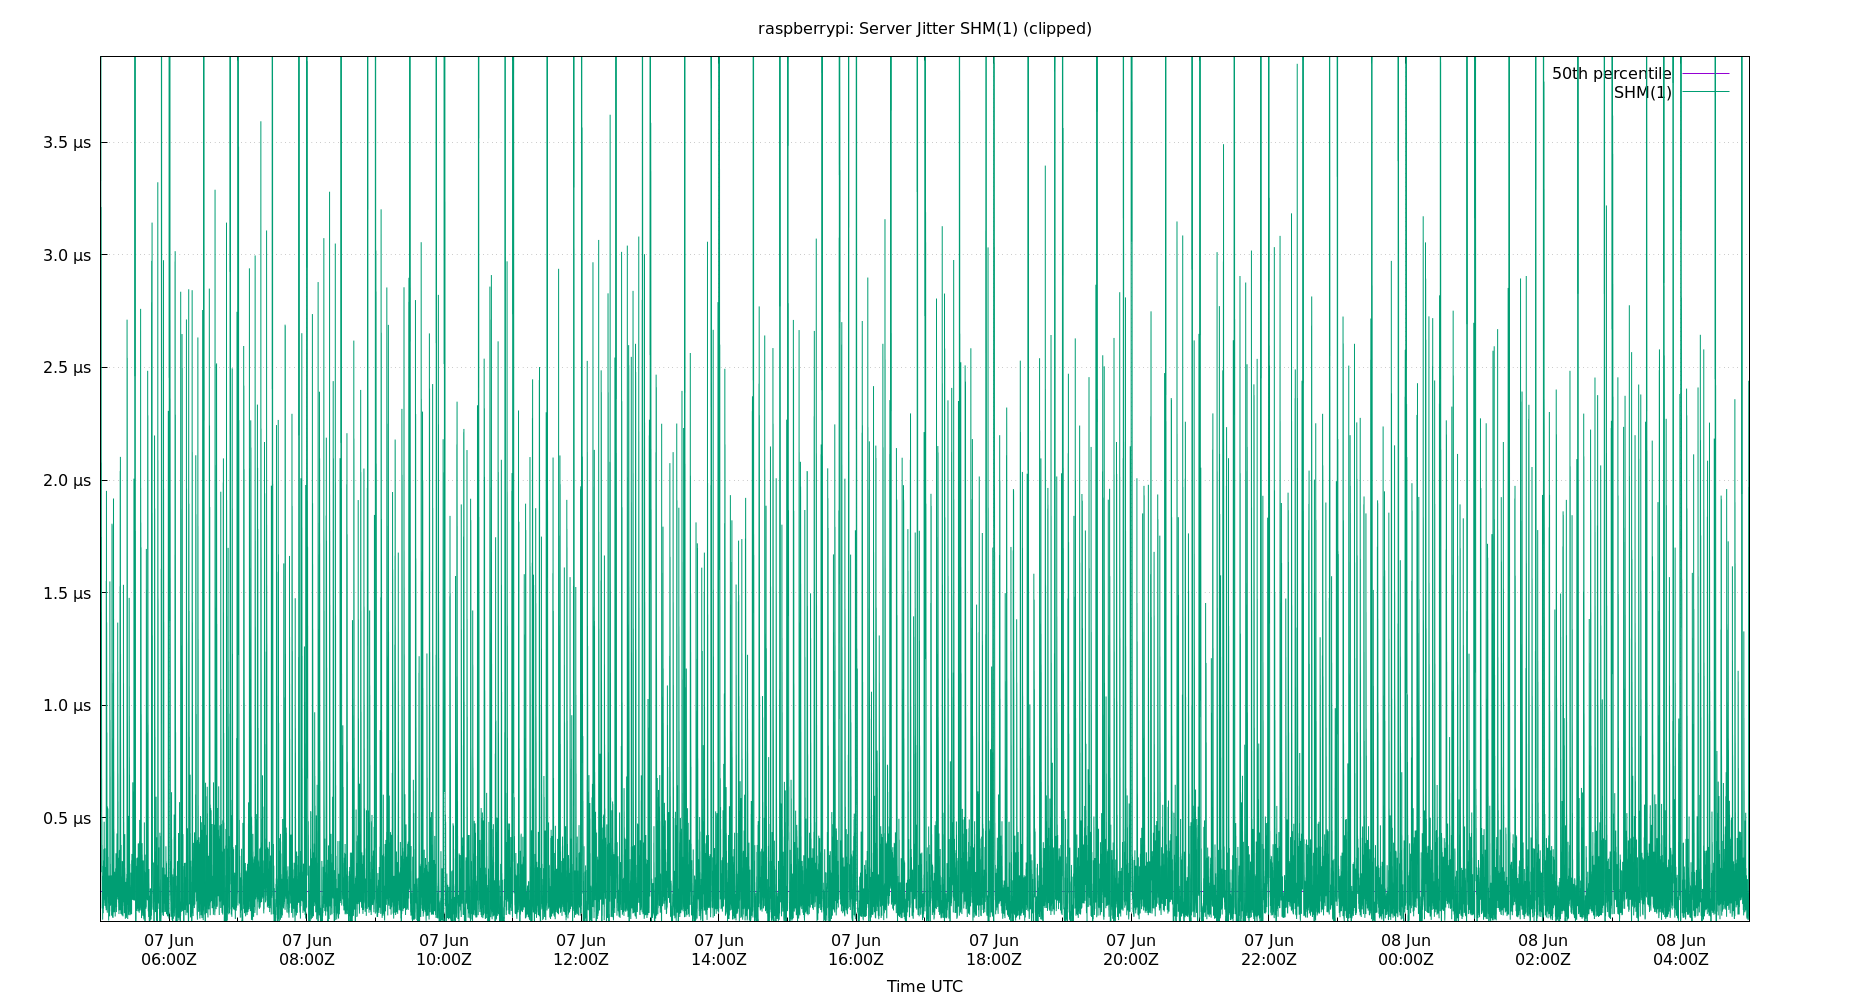 raspberrypi: Server Jitter SHM(1) (clipped)
50th percentile
SHM(1)
3.5 µs
3.0 µs
2.5 µs
2.0 µs
1.5 µs
1.0 µs
0.5 µs
07 Jun 07 Jun 07 Jun 07 Jun 07 Jun 07 Jun 07 Jun 07 Jun 07 Jun 08 Jun 08 Jun 08 Jun
06:00Z 08:00Z 10:00Z 12:00Z 14:00Z 16:00Z 18:00Z 20:00Z 22:00Z 00:00Z 02:00Z 04:00Z
Time UTC